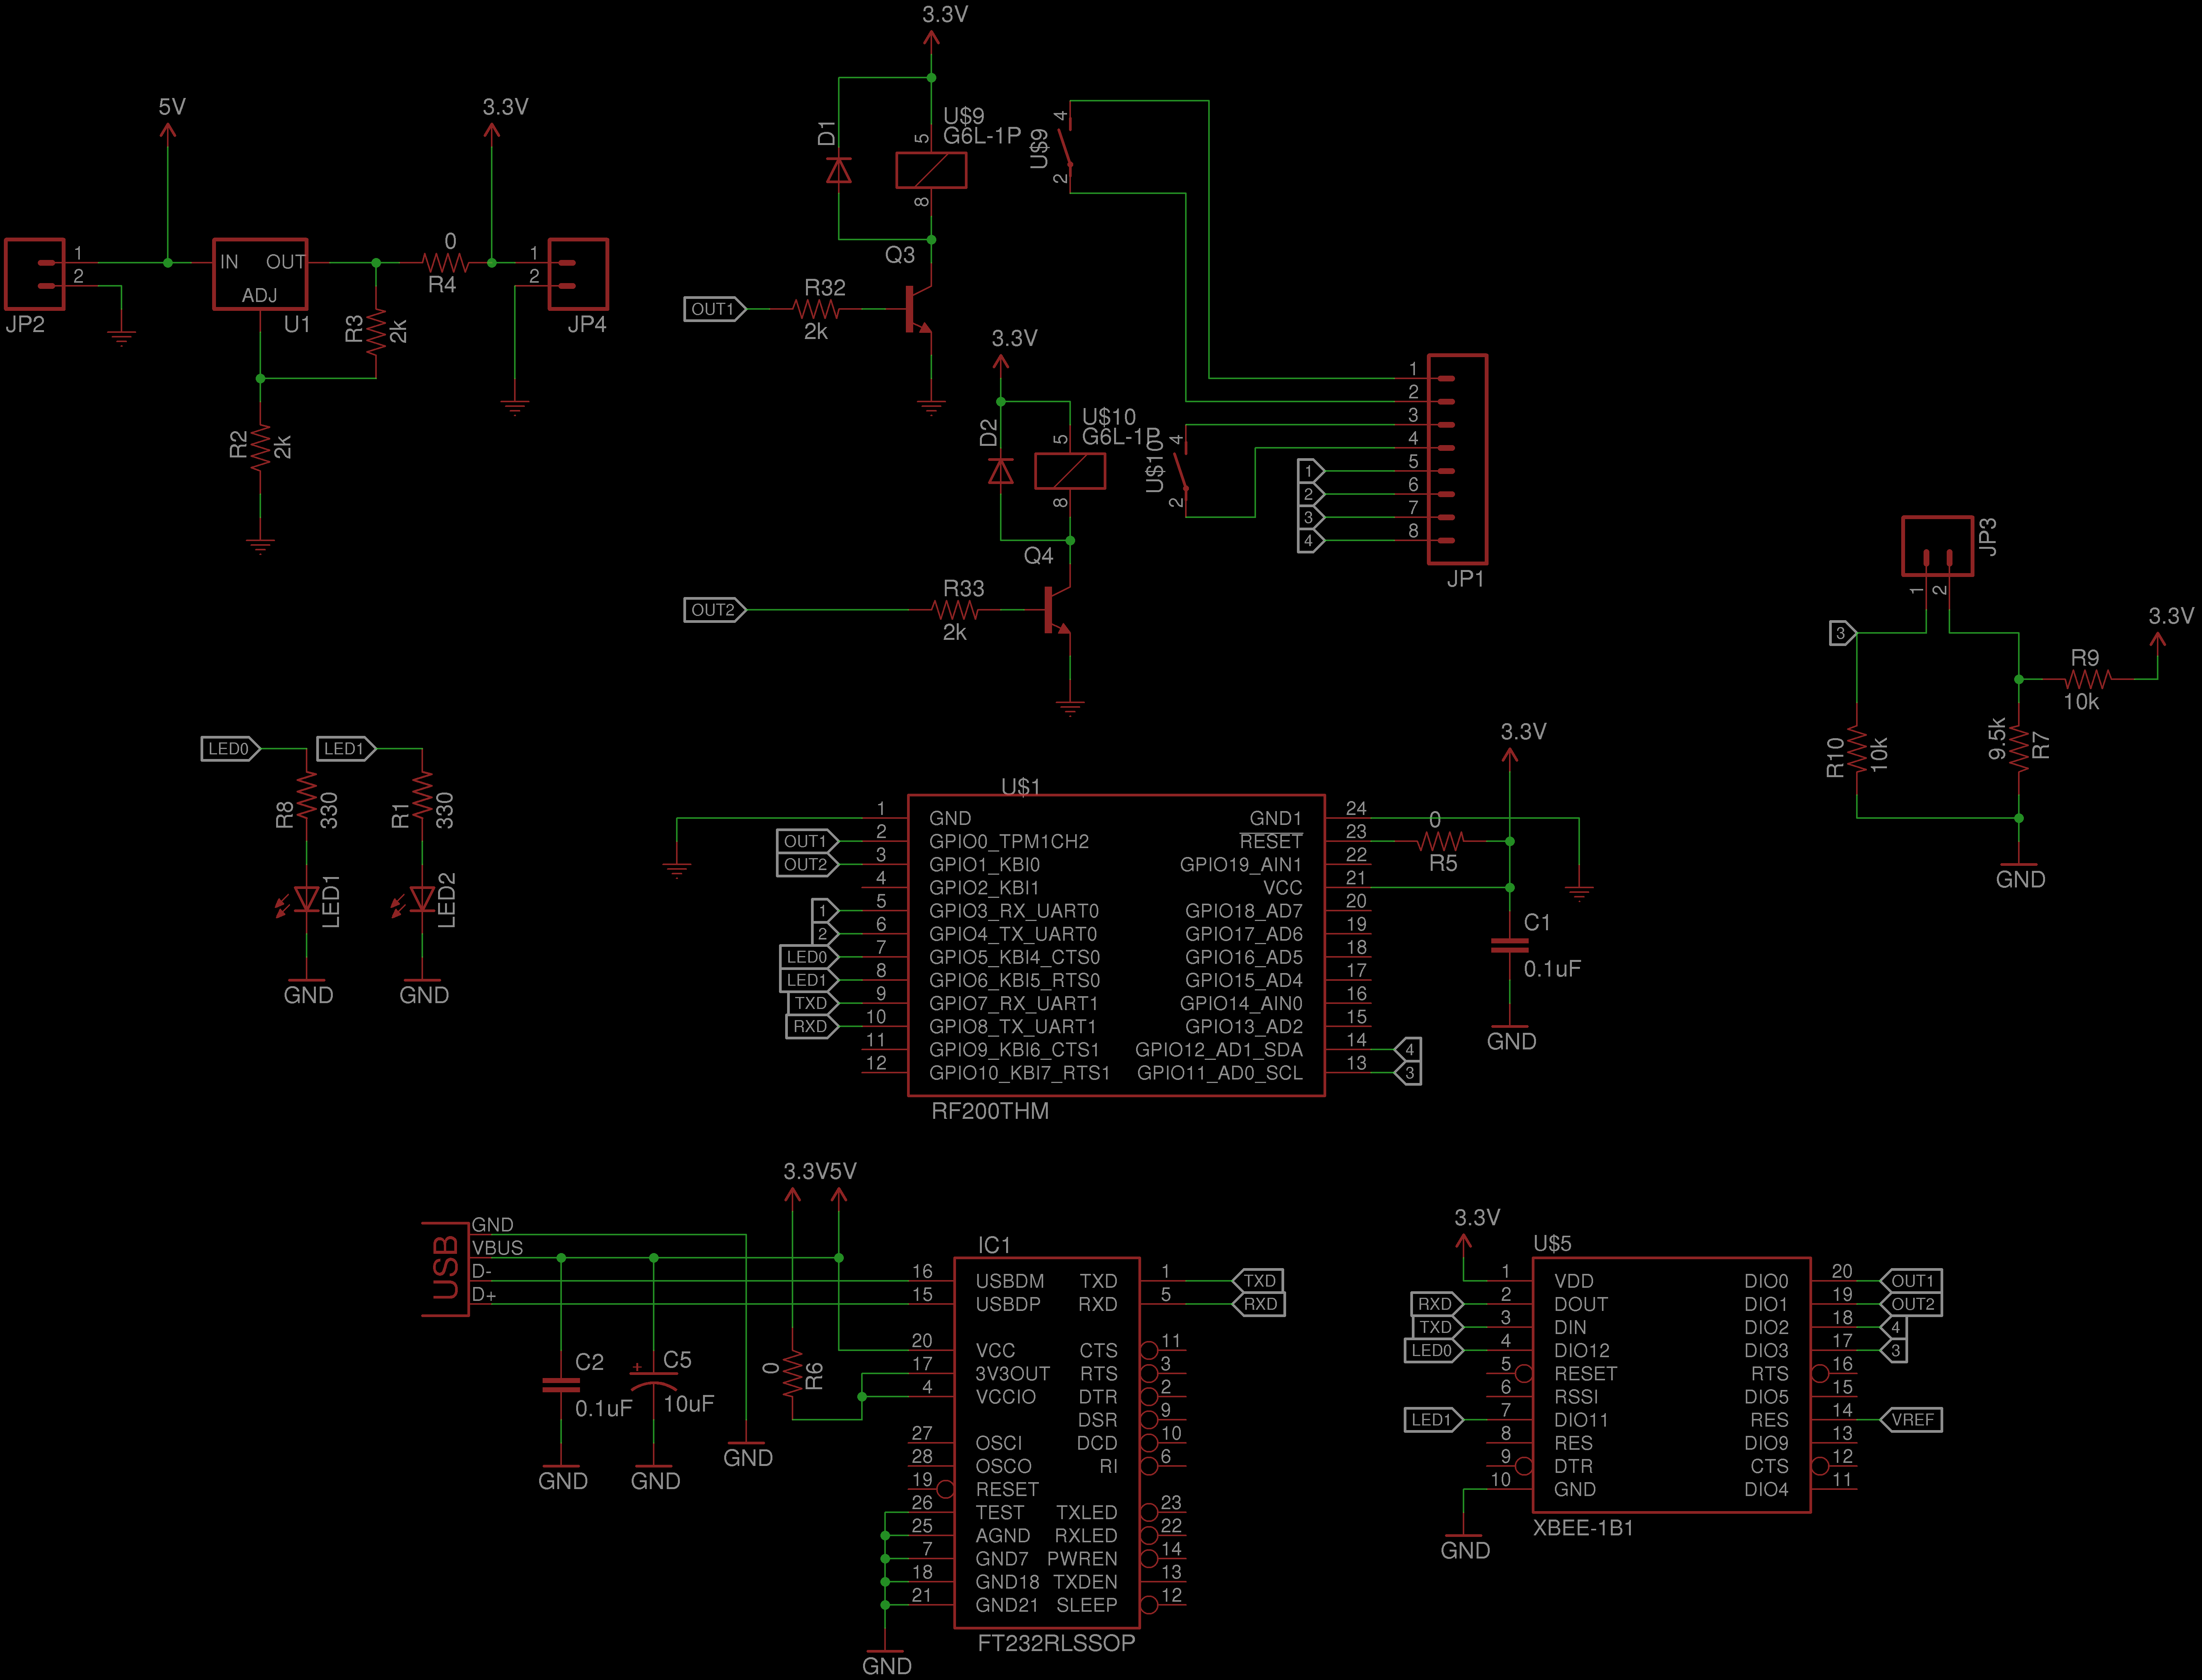 5V
3.3V
JP2
1
2
IN
OUT
ADJ
U1
0
R4
R3
2k
R2
2k
1
2
JP4
3.3V
D1
U$9
G6L-1P
5
8
Q3
OUT1
R32
2k
U$9
4
2
3.3V
D2
U$10
G6L-1P
5
8
Q4
OUT2
R33
2k
U$10
4
2
1
2
3
4
5
6
7
8
1
2
3
4
JP1
JP3
1
2
3
3.3V
R9
10k
R10
10k
9.5k
R7
GND
LED0
LED1
R8
330
R1
330
LED1
LED2
GND
GND
U$1
1 GND
2 GPIO0_TPM1CH2
3 GPIO1_KBI0
4 GPIO2_KBI1
5 GPIO3_RX_UART0
6 GPIO4_TX_UART0
7 GPIO5_KBI4_CTS0
8 GPIO6_KBI5_RTS0
9 GPIO7_RX_UART1
10 GPIO8_TX_UART1
11 GPIO9_KBI6_CTS1
12 GPIO10_KBI7_RTS1
OUT1
OUT2
1
2
LED0
LED1
TXD
RXD
GND1 24
RESET 23
GPIO19_AIN1 22
VCC 21
GPIO18_AD7 20
GPIO17_AD6 19
GPIO16_AD5 18
GPIO15_AD4 17
GPIO14_AIN0 16
GPIO13_AD2 15
GPIO12_AD1_SDA 14
GPIO11_AD0_SCL 13
4
3
RF200THM
3.3V
0
R5
C1
0.1uF
GND
USB
GND
VBUS
D-
D+
C2
0.1uF
GND
C5
+
10uF
GND
GND
3.3V
5V
0
R6
IC1
16 USBDM
15 USBDP
20 VCC
17 3V3OUT
4 VCCIO
27 OSCI
28 OSCO
19 RESET
26 TEST
25 AGND
7 GND7
18 GND18
21 GND21
TXD 1
RXD 5
CTS 11
RTS 3
DTR 2
DSR 9
DCD 10
RI 6
TXLED 23
RXLED 22
PWREN 14
TXDEN 13
SLEEP 12
TXD
RXD
FT232RLSSOP
GND
3.3V
U$5
1 VDD
2 DOUT
3 DIN
4 DIO12
5 RESET
6 RSSI
7 DIO11
8 RES
9 DTR
10 GND
RXD
TXD
LED0
LED1
DIO0 20
DIO1 19
DIO2 18
DIO3 17
RTS 16
DIO5 15
RES 14
DIO9 13
CTS 12
DIO4 11
OUT1
OUT2
4
3
VREF
XBEE-1B1
GND